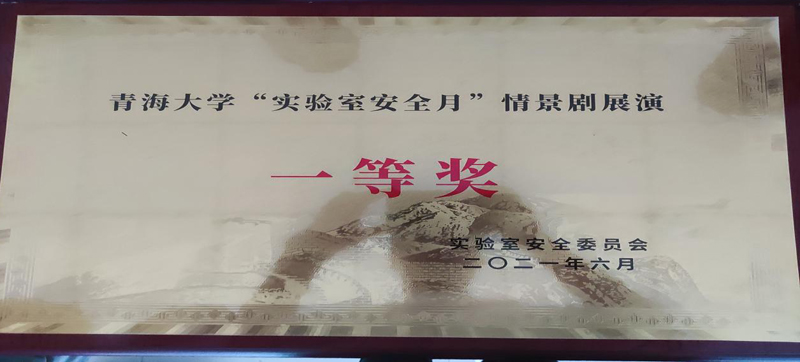 青海大学“实验室安全月”情景剧展演
一等奖
实验室安全委员会
二〇二一年六月